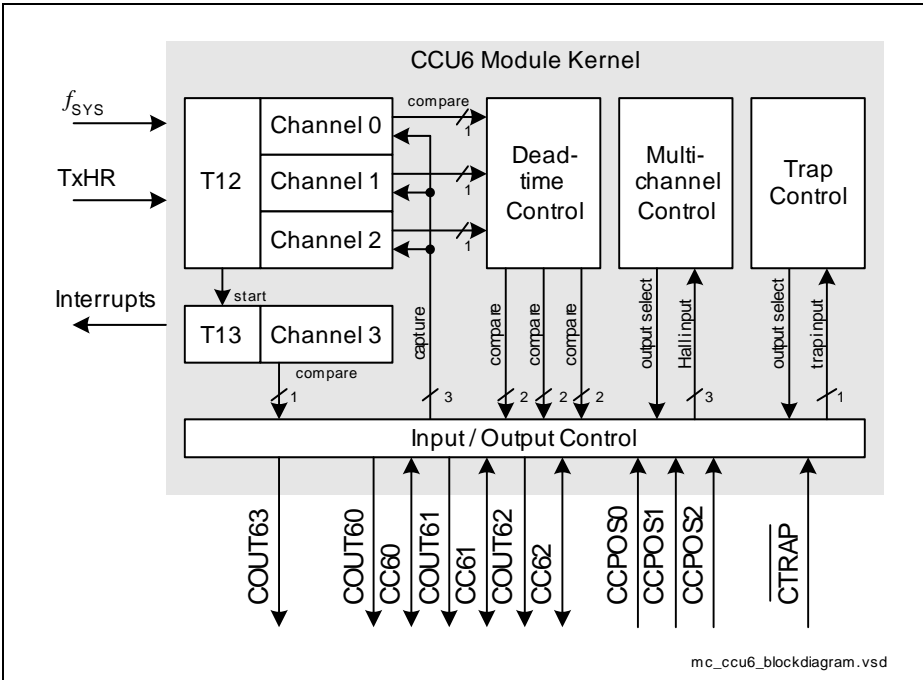 CCU6 Module Kernel
fSYS
TxHR
Interrupts
T12
Channel 0
Channel 1
Channel 2
compare
1
1
1
Dead-
time
Control
Multi-
channel
Control
Trap
Control
start
T13
Channel 3
compare
1
capture
3
compare
2
compare
2
compare
2
output select
Hall input
3
output select
trap input
1
Input / Output Control
COUT63
COUT60
CC60
COUT61
CC61
COUT62
CC62
CCPOS0
CCPOS1
CCPOS2
CTRAP
mc_ccu6_blockdiagram.vsd